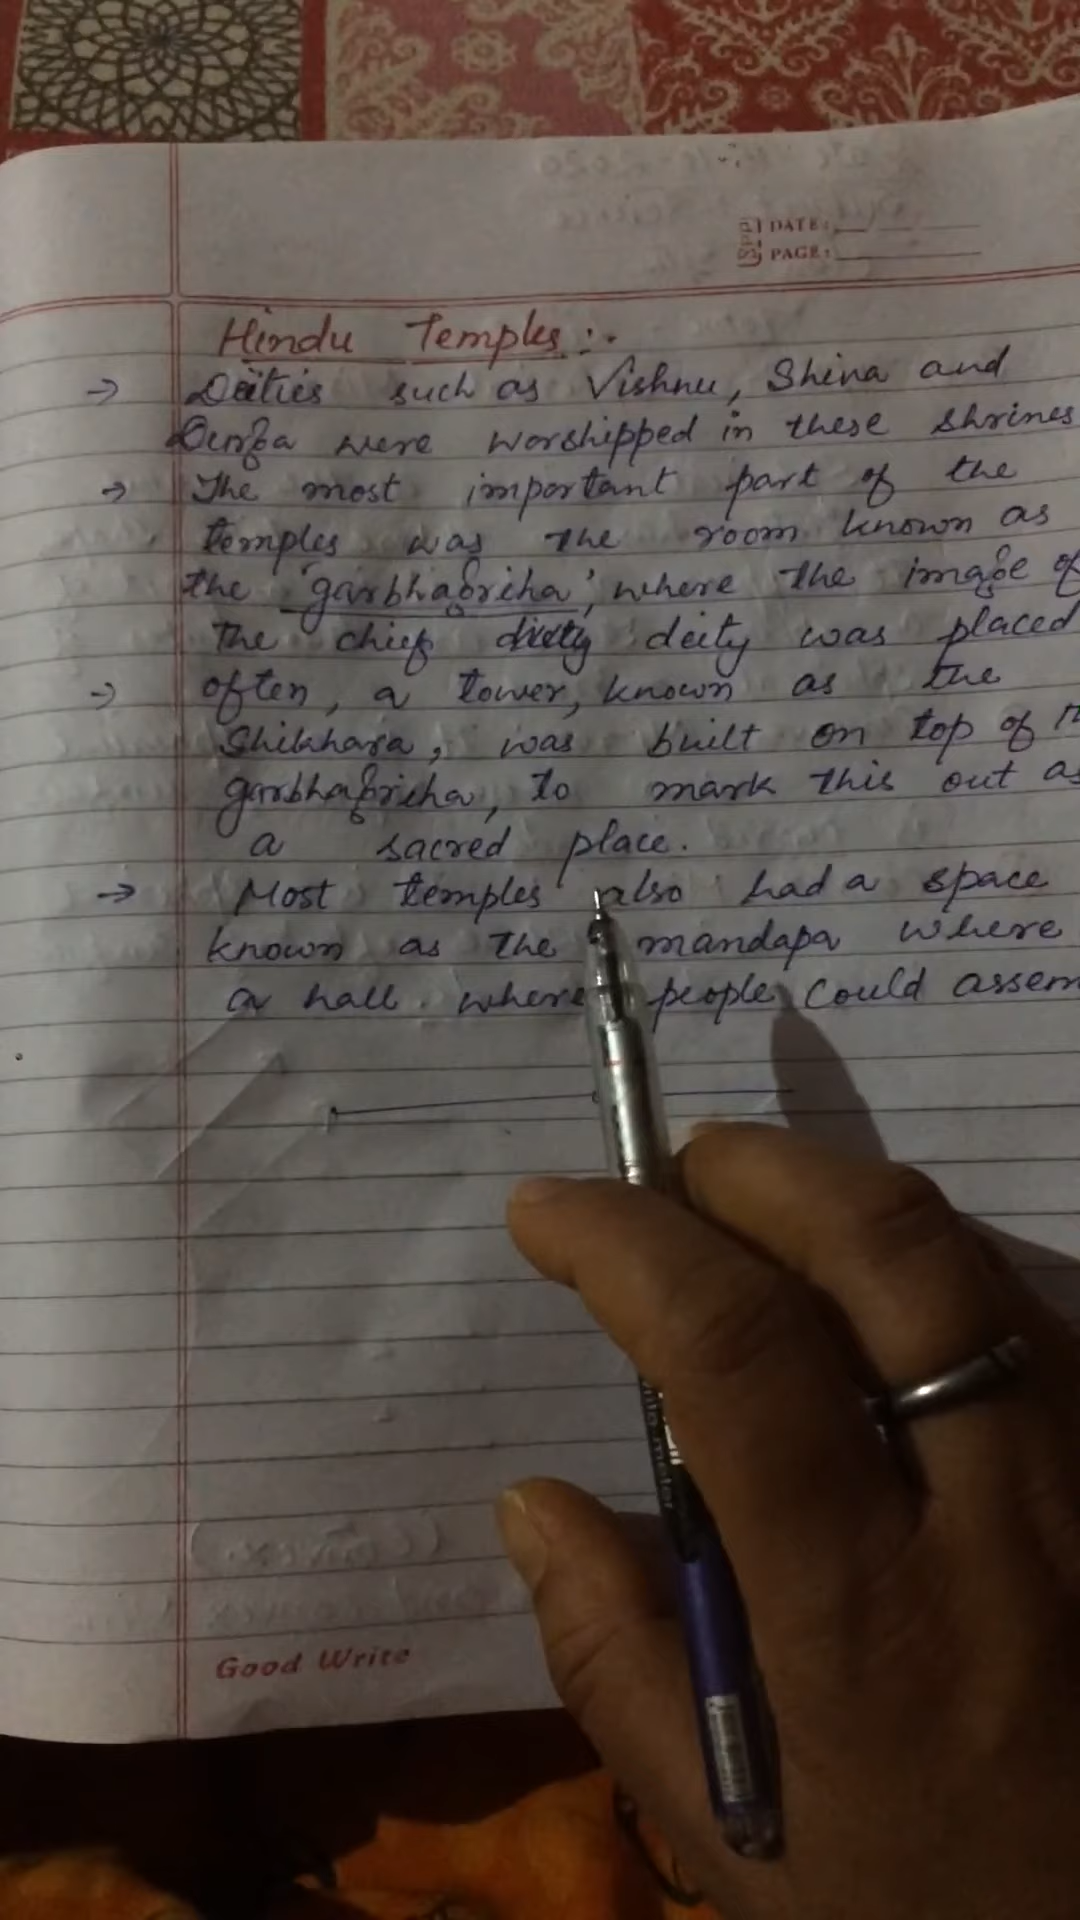 DATE:
PAGE:
Hindu Temples :-
→ Deities such as Vishnu, Shiva and
Durga were worshipped in these shrines
→ The most important part of the
temples was the room known as
the 'garbhagriha', where the image of
the chief deity was placed
→ often, a tower, known as the
Shikhara, was built on top of
garbhagriha, to mark this out as
a sacred place.
→ Most temples also had a space
known as the mandapa where
a hall where people could assem
Good Write